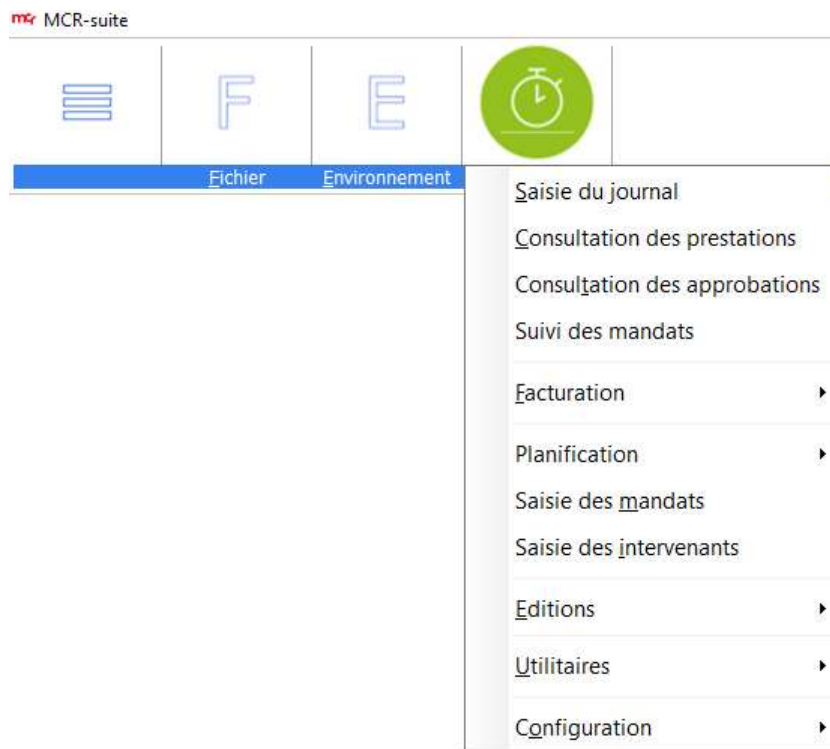 mcr MCR-suite
F E
Fichier Environnement
Saisie du journal
Consultation des prestations
Consultation des approbations
Suivi des mandats
Facturation
Planification
Saisie des mandats
Saisie des intervenants
Editions
Utilitaires
Configuration